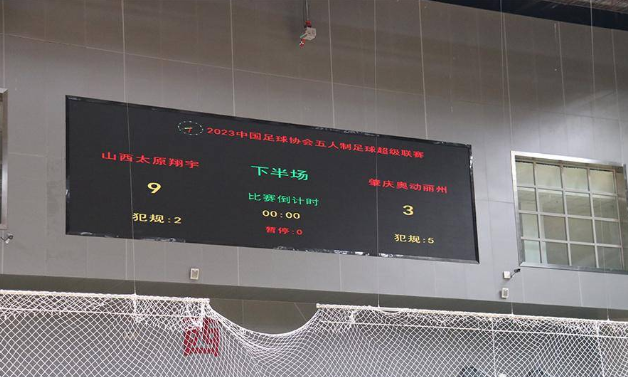 2023中国足球协会五人制足球超级联赛
山西太原翔宇
下半场
肇庆奥动丽州
9
比赛倒计时
3
00:00
犯规:2
暂停:0
犯规:5